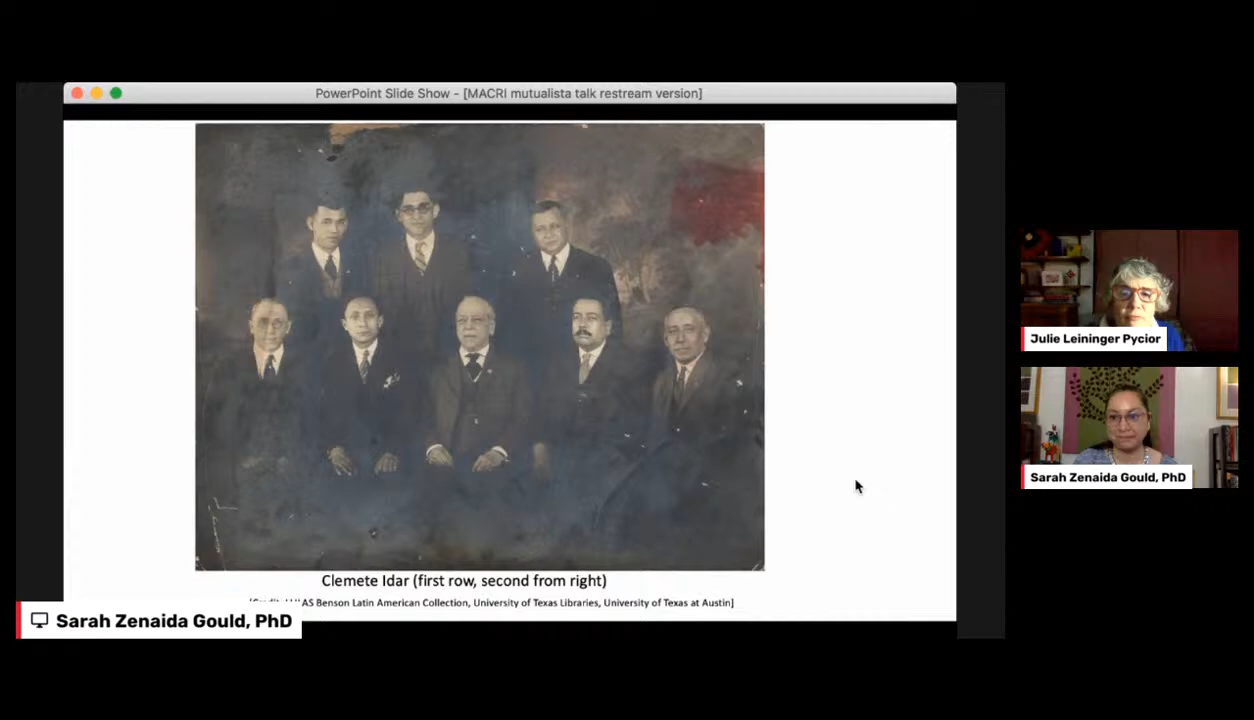 PowerPoint Slide Show - [MACRI mutualista talk restream version]
Clemete Idar (first row, second from right)
AS Benson Latin American Collection, University of Texas Libraries, University of Texas at Austin]
Sarah Zenaida Gould, PhD
Julie Leininger Pycior
Sarah Zenaida Gould, PhD